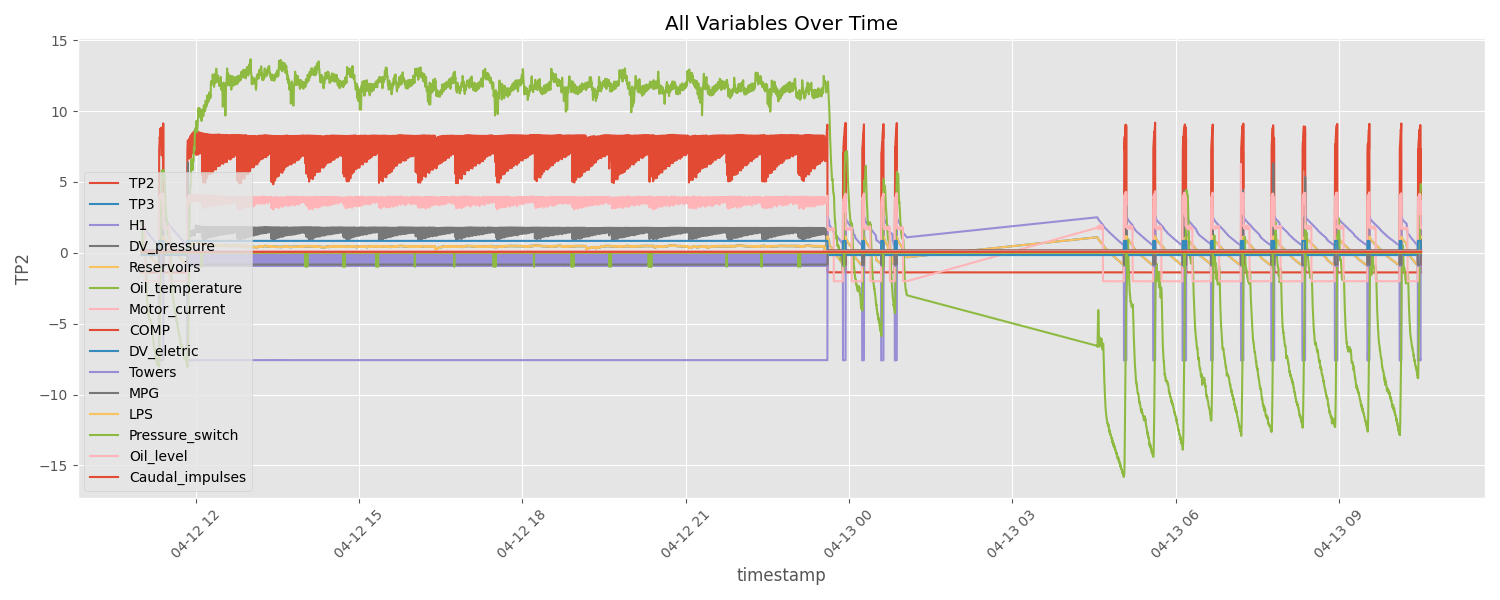 All Variables Over Time
TP2
15
10
5
0
−5
−10
−15
TP2
TP3
H1
DV_pressure
Reservoirs
Oil_temperature
Motor_current
COMP
DV_eletric
Towers
MPG
LPS
Pressure_switch
Oil_level
Caudal_impulses
04-12 12
04-12 15
04-12 18
04-12 21
04-13 00
04-13 03
04-13 06
04-13 09
timestamp